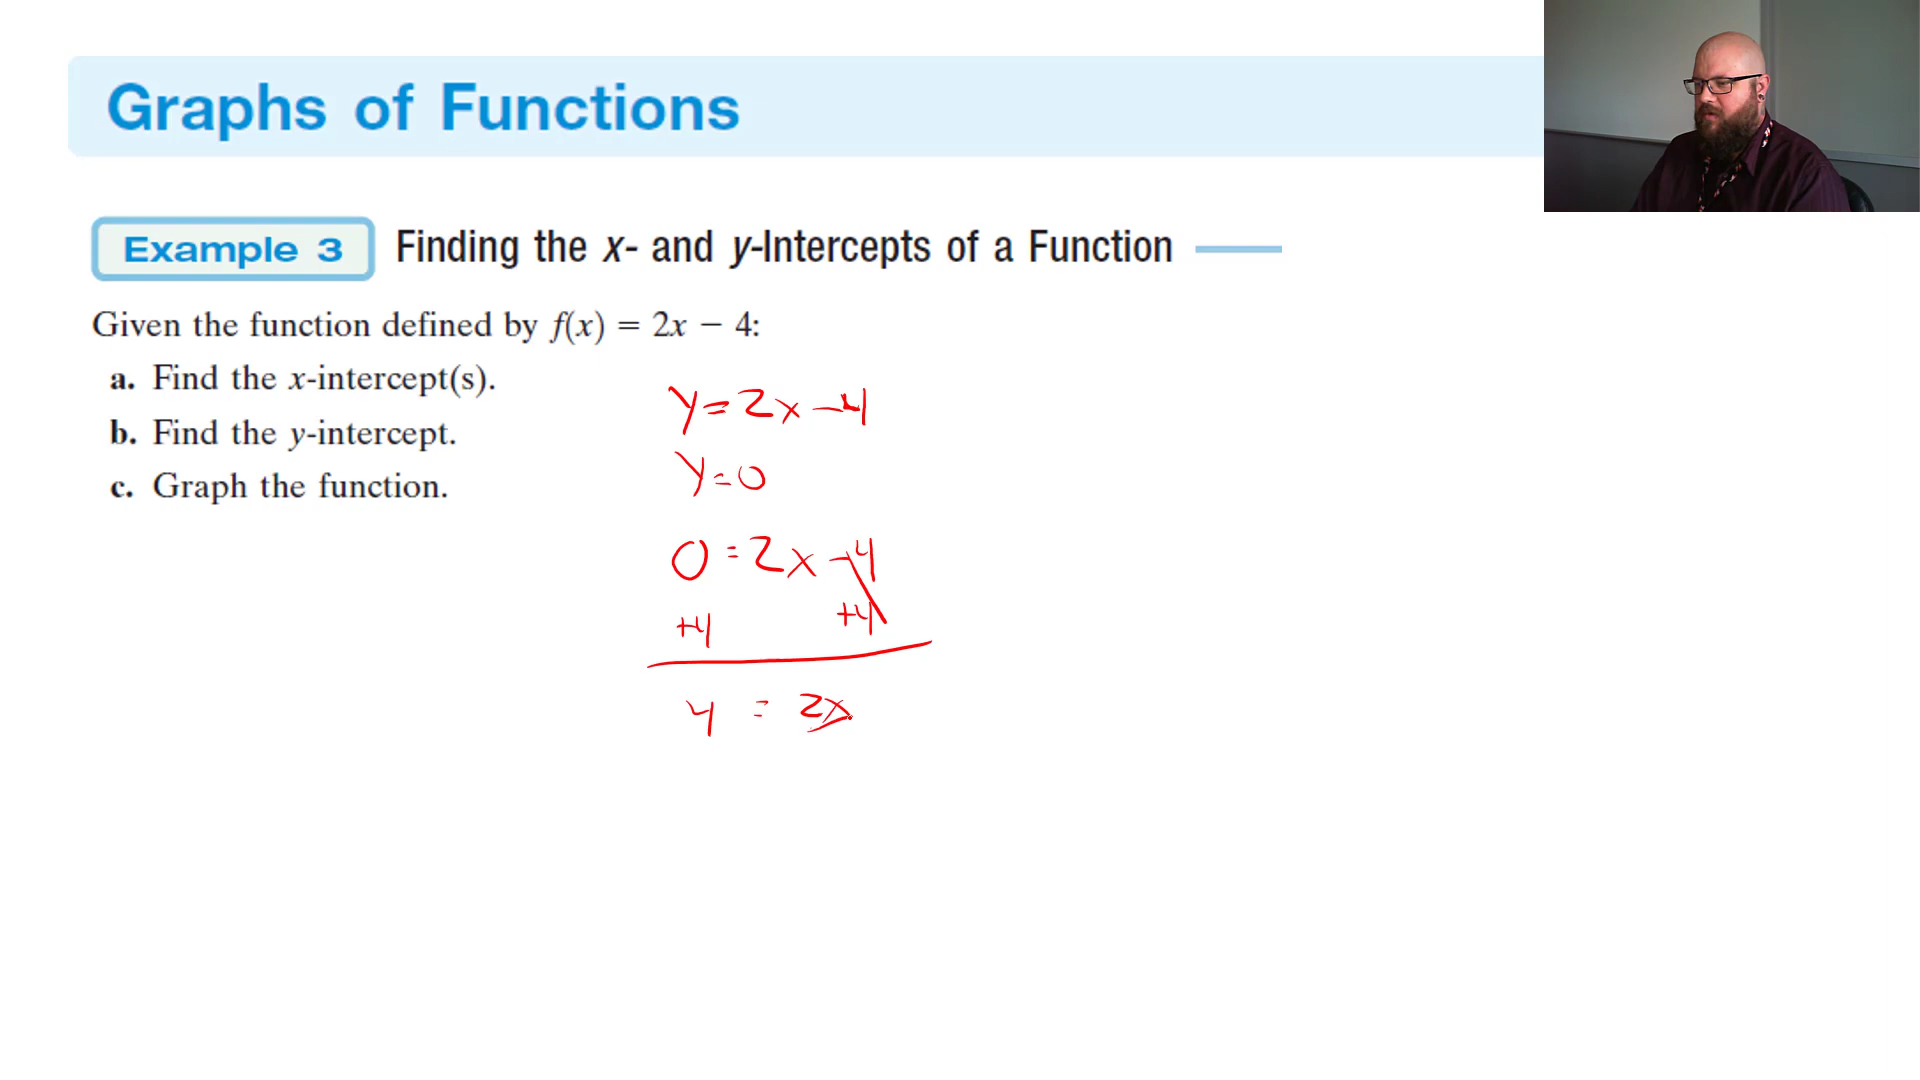 Graphs of Functions
Example 3 Finding the x- and y-Intercepts of a Function
Given the function defined by f(x) = 2x − 4:
a. Find the x-intercept(s).
b. Find the y-intercept.
c. Graph the function.
y=2x-4
y=0
0=2x-4
+4 +4
4 = 2x